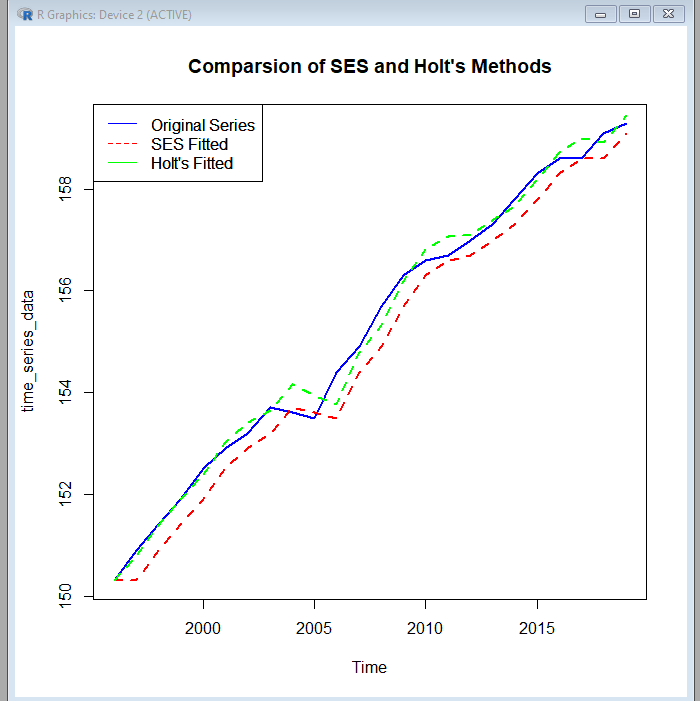 R Graphics: Device 2 (ACTIVE)
Comparsion of SES and Holt's Methods
Original Series
SES Fitted
Holt's Fitted
158
156
154
152
150
time_series_data
2000 2005 2010 2015
Time